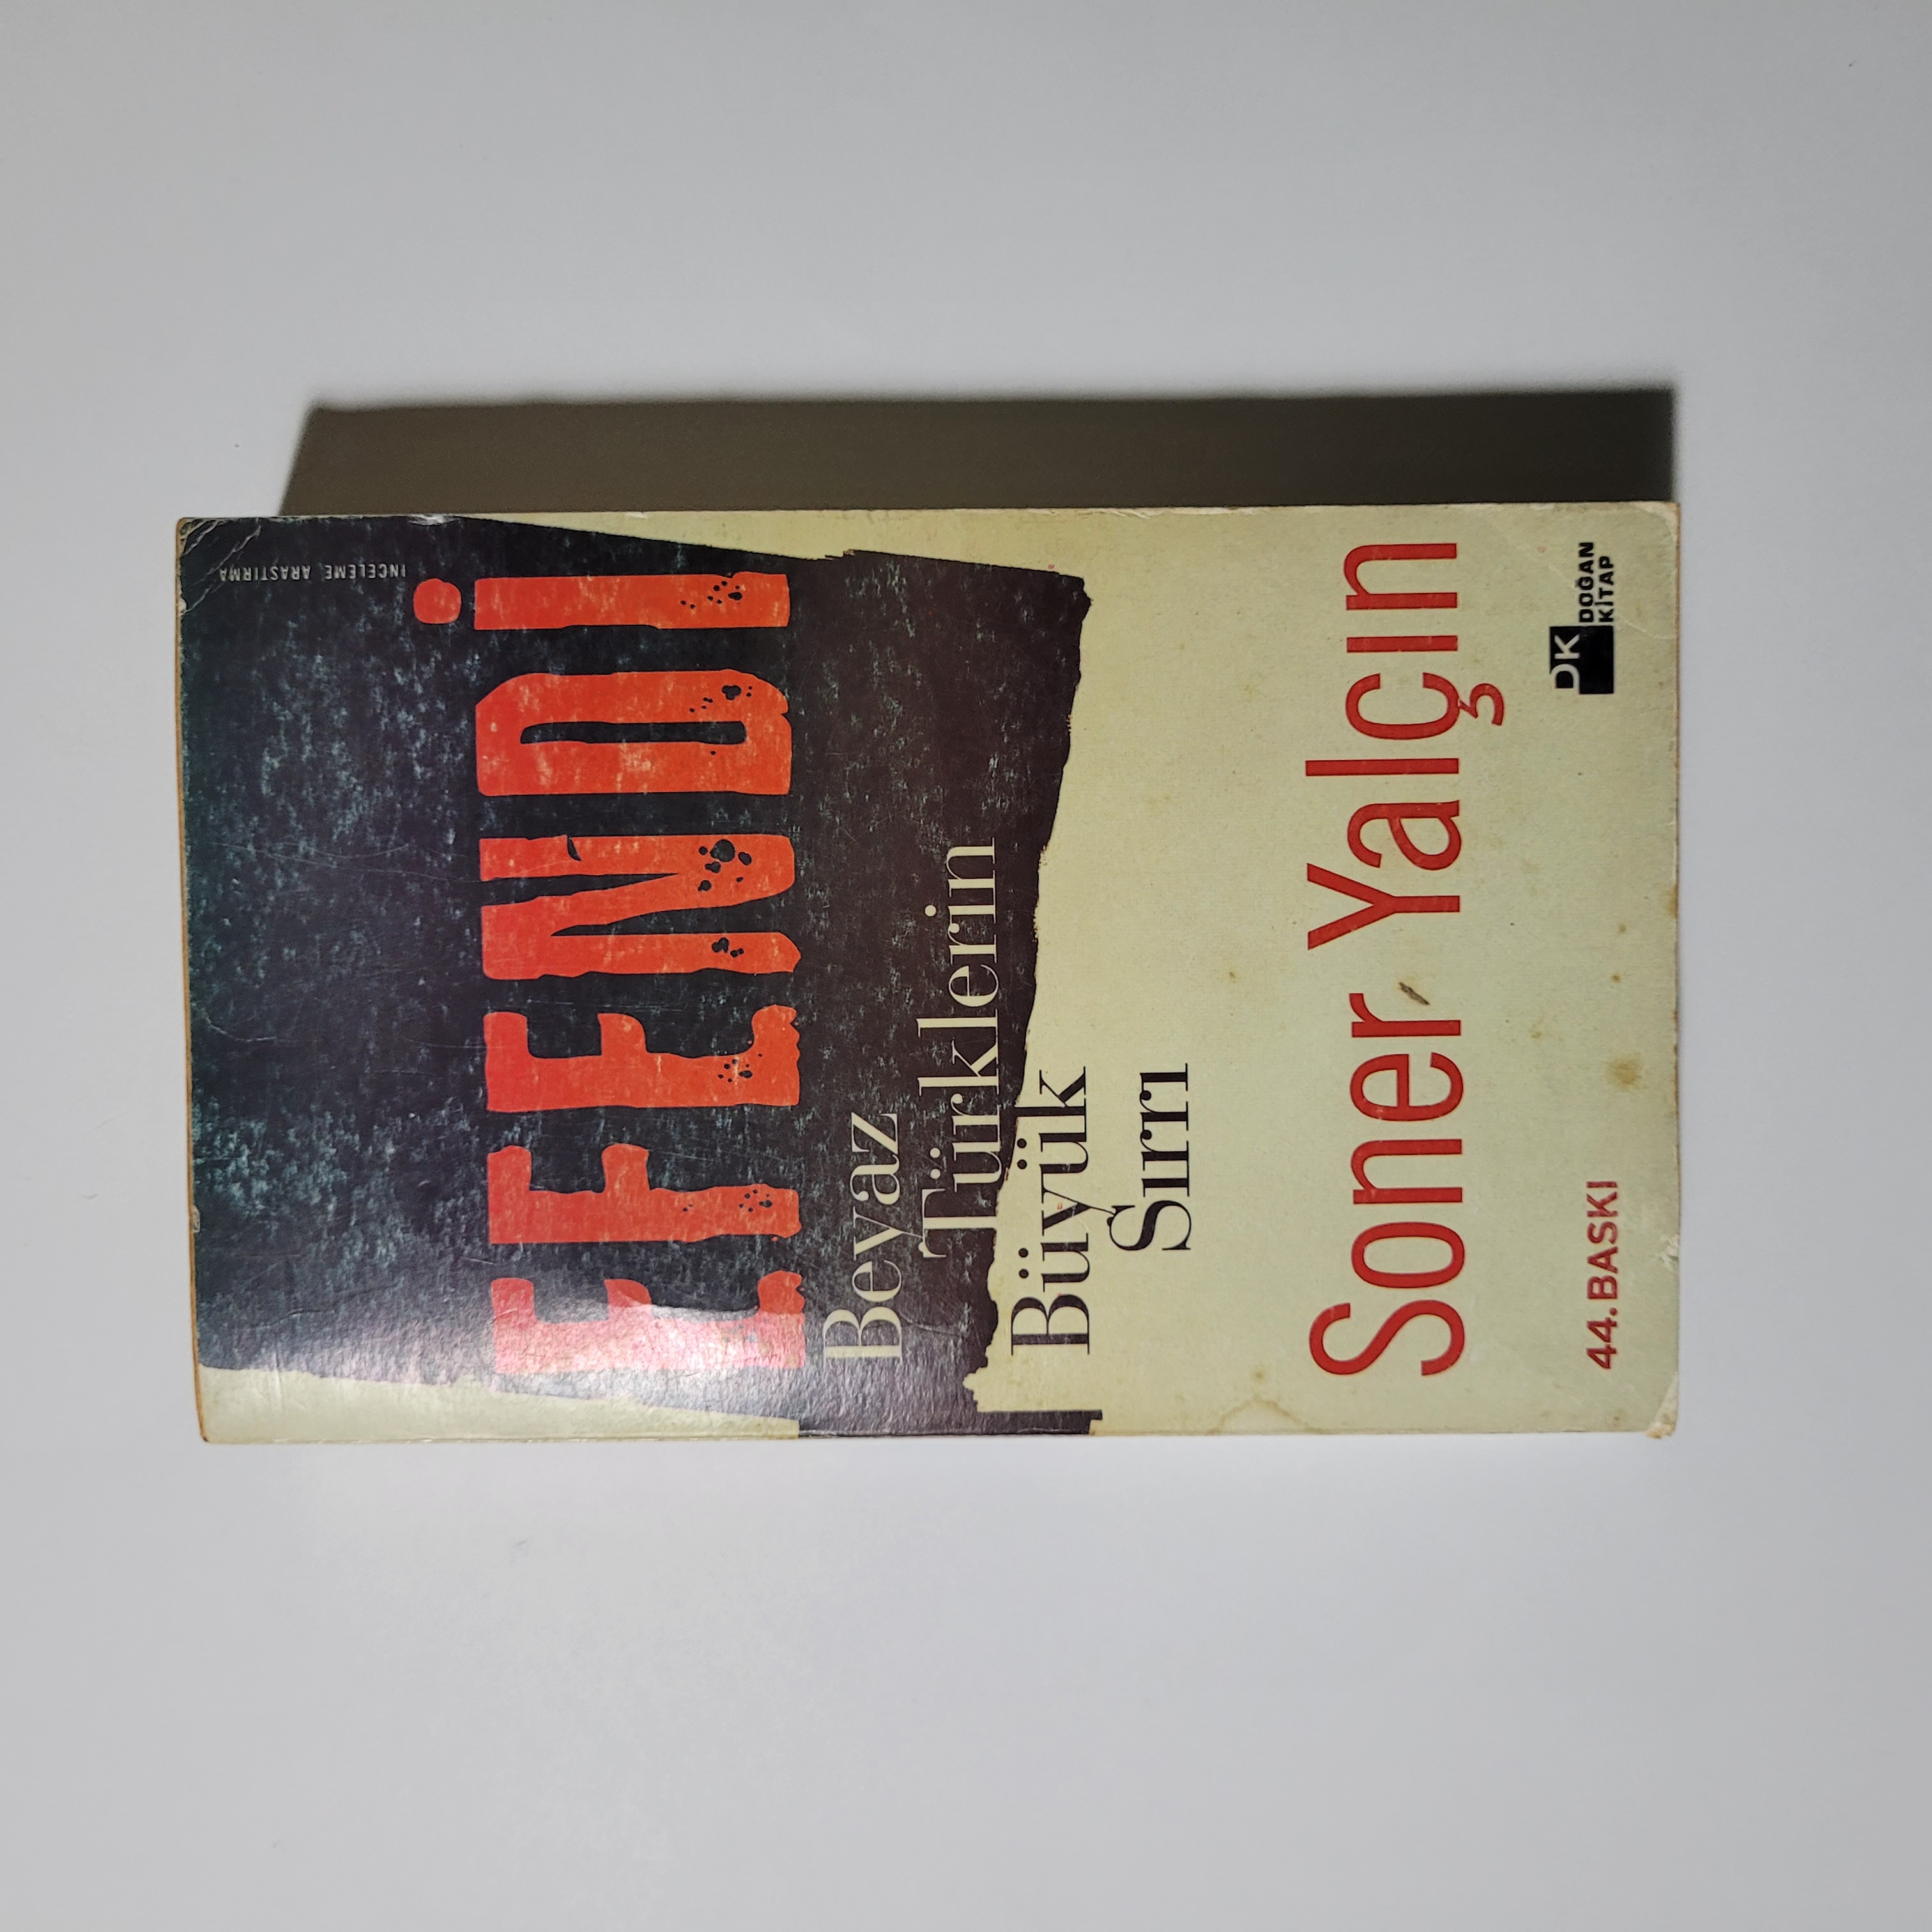 İNCELEME ARAŞTIRMA
EFENDİ
Beyaz
Türklerin
Büyük
Sırrı
Soner Yalçın
44. BASKI
DK
DOĞAN
KİTAP